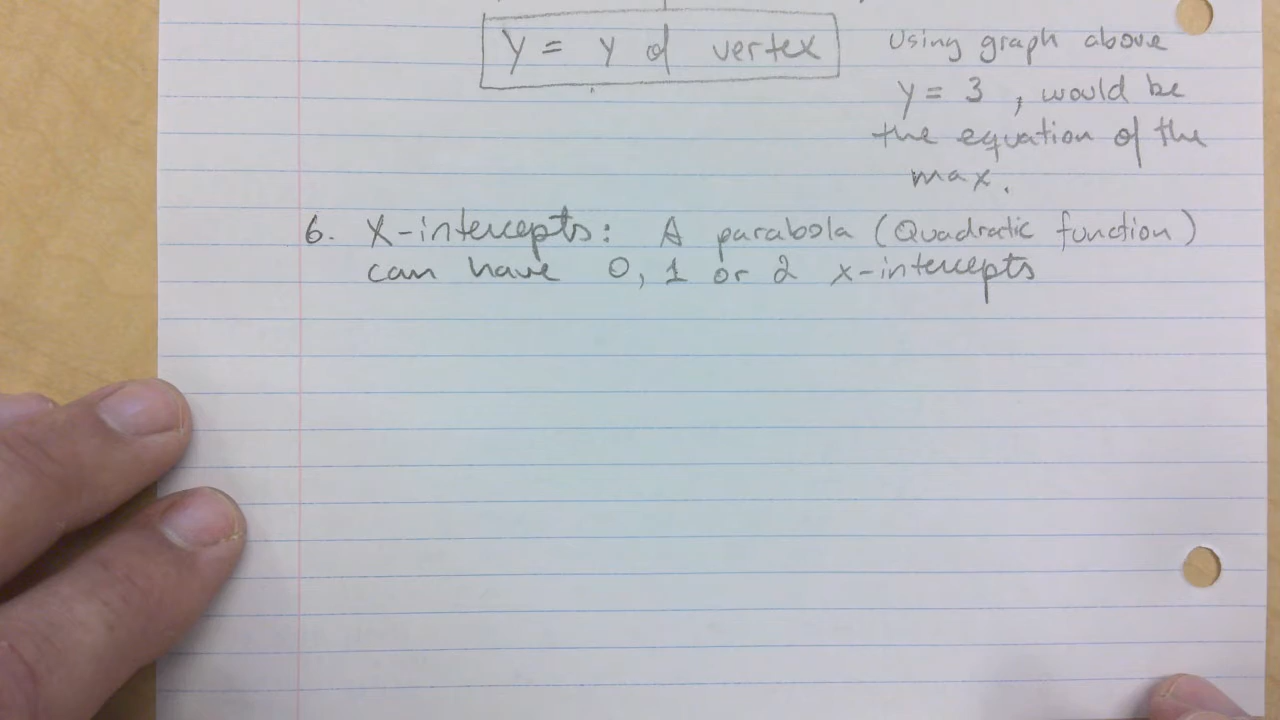 y = y of vertex
Using graph above
y = 3 , would be
the equation of the
max.
6. X-intercepts: A parabola (Quadratic function)
can have 0, 1 or 2 x-intercepts